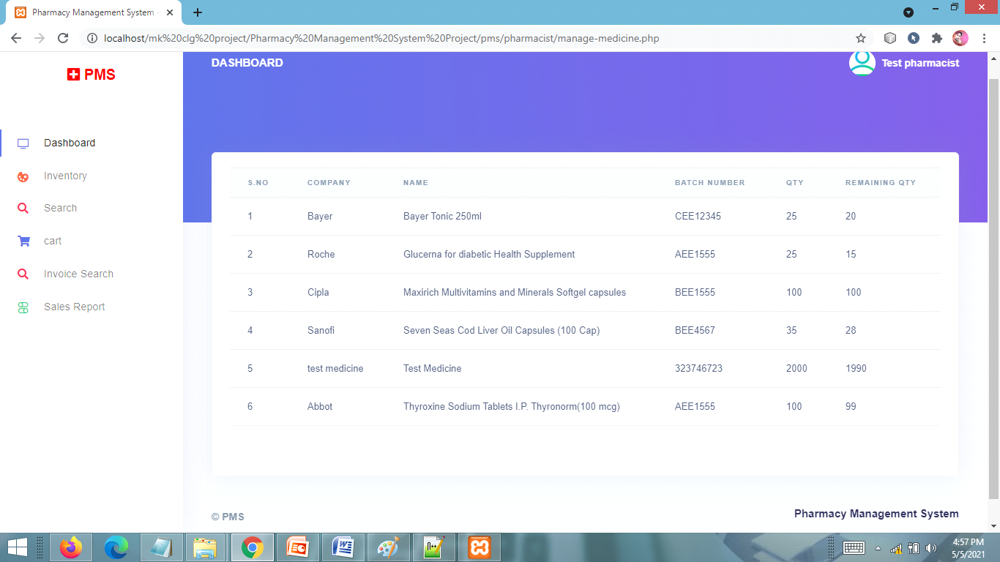 Pharmacy Management System
localhost/mk%20clg%20project/Pharmacy%20Management%20System%20Project/pms/pharmacist/manage-medicine.php
PMS
DASHBOARD
Test pharmacist
Dashboard
Inventory
Search
cart
Invoice Search
Sales Report
S.NO COMPANY NAME BATCH NUMBER QTY REMAINING QTY
1 Bayer Bayer Tonic 250ml CEE12345 25 20
2 Roche Glucerna for diabetic Health Supplement AEE1555 25 15
3 Cipla Maxirich Multivitamins and Minerals Softgel capsules BEE1555 100 100
4 Sanofi Seven Seas Cod Liver Oil Capsules (100 Cap) BEE4567 35 28
5 test medicine Test Medicine 323746723 2000 1990
6 Abbot Thyroxine Sodium Tablets I.P. Thyronorm(100 mcg) AEE1555 100 99
© PMS
Pharmacy Management System
4:57 PM
5/5/2021